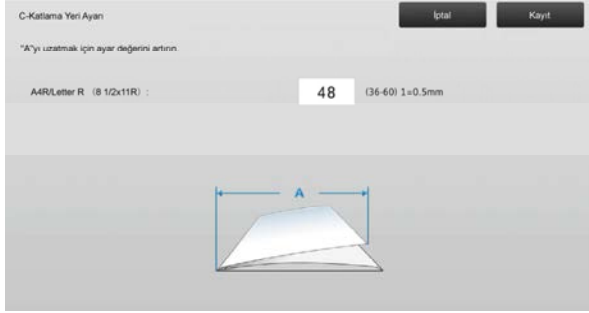 C-Katlama Yeri Ayarı
İptal
Kayıt
"A"yı uzatmak için ayar değerini artırın.
A4R/Letter R (8 1/2x11R) :
48
(36-60) 1=0.5mm
A